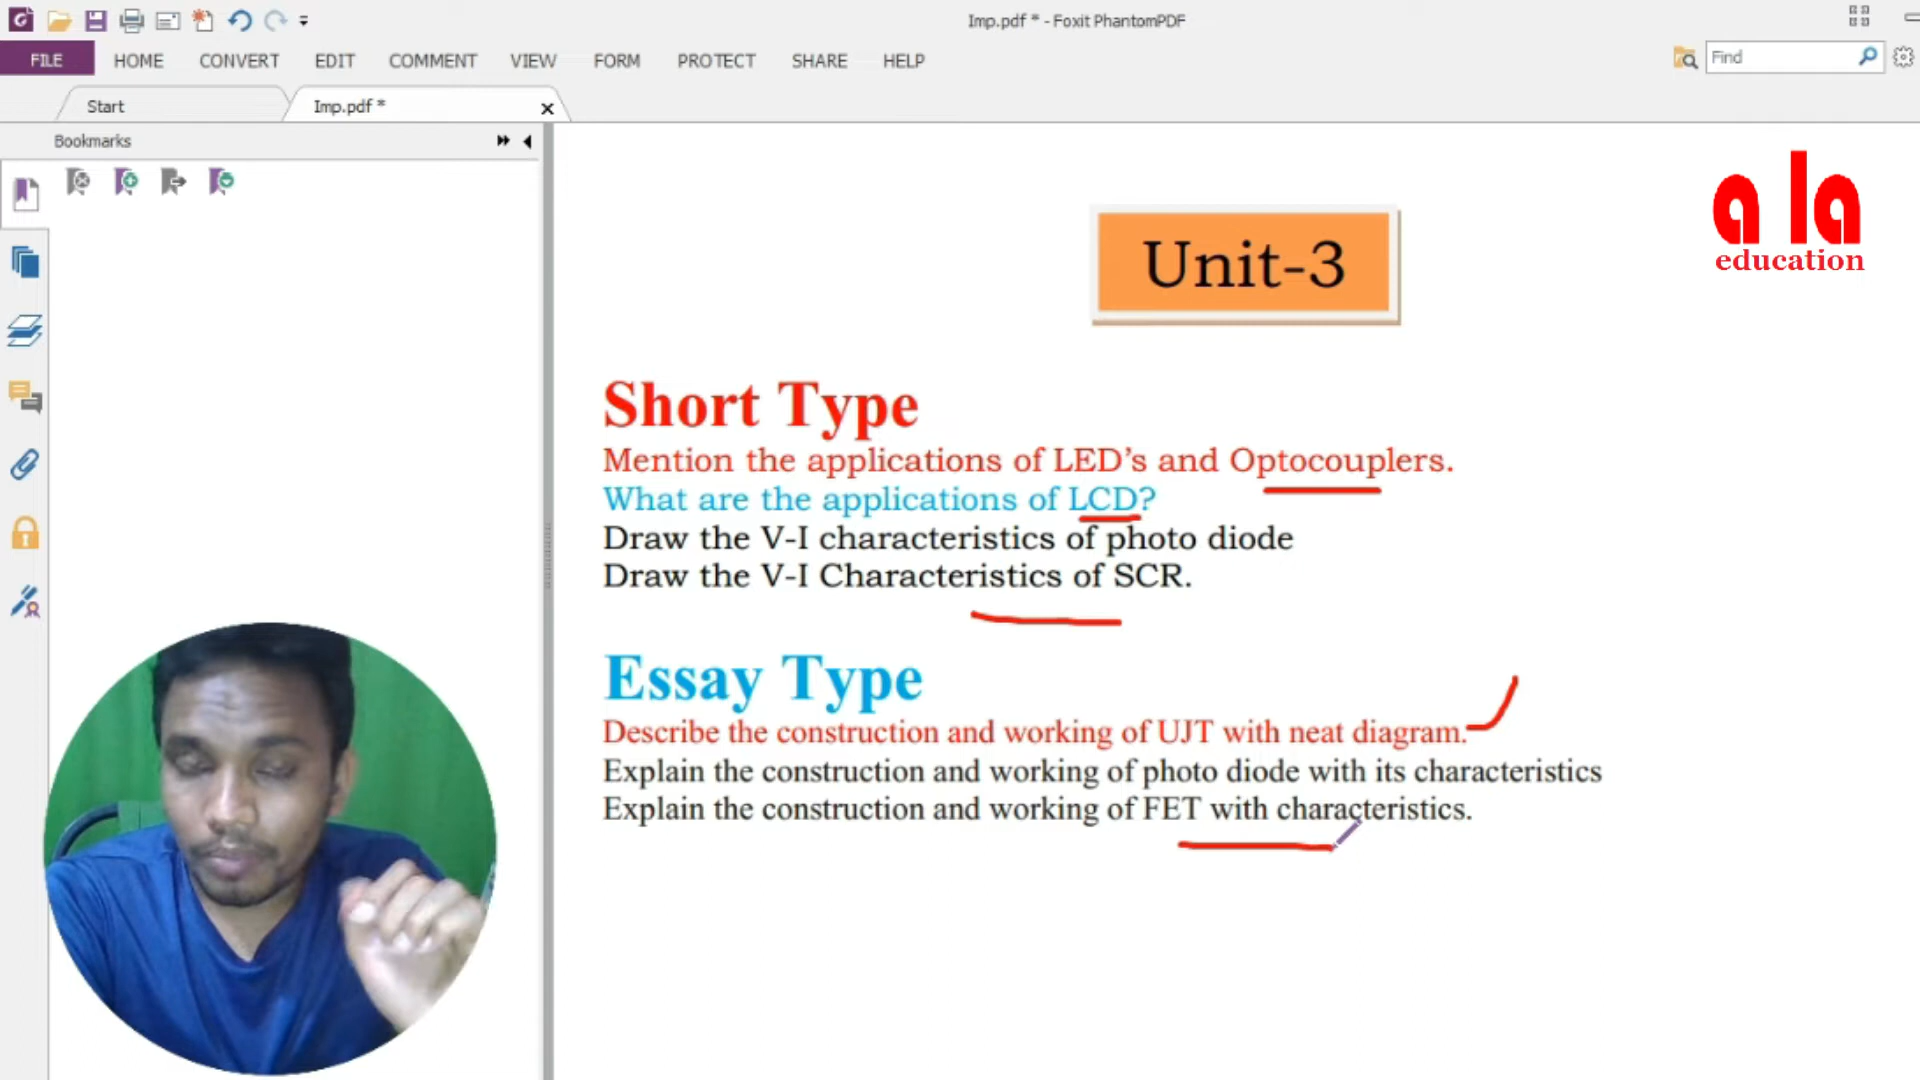 Imp.pdf * - Foxit PhantomPDF
FILE HOME CONVERT EDIT COMMENT VIEW FORM PROTECT SHARE HELP
Find
Start
Imp.pdf *
Bookmarks
a la
education
Unit-3
Short Type
Mention the applications of LED's and Optocouplers.
What are the applications of LCD?
Draw the V-I characteristics of photo diode
Draw the V-I Characteristics of SCR.
Essay Type
Describe the construction and working of UJT with neat diagram.
Explain the construction and working of photo diode with its characteristics
Explain the construction and working of FET with characteristics.